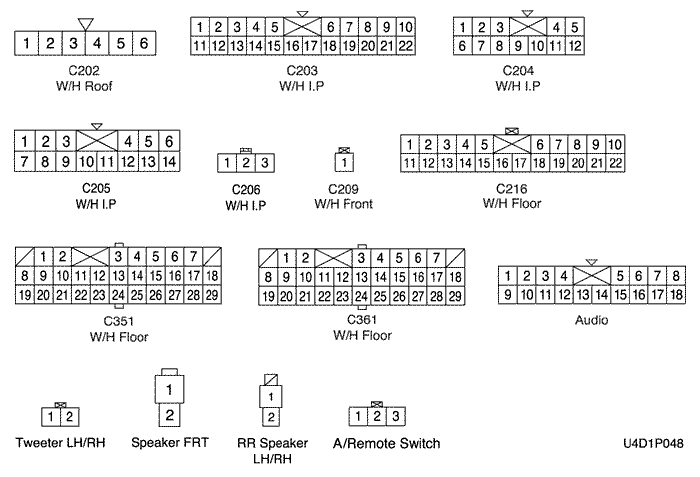 1 2 3 4 5 6
C202
W/H Roof
1 2 3 4 5 6 7 8 9 10
11 12 13 15 16 17 18 19 20 21 22
C203
W/H I.P
1 2 3 4 5
6 7 8 9 10 11 12
C204
W/H I.P
1 2 3 4 5 6
7 8 9 10 11 12 13 14
C205
W/H I.P
1 2 3
C206
W/H I.P
1
C209
W/H Front
1 2 3 4 5 6 7 8 9 10
11 12 13 14 15 16 17 18 19 20 21 22
C216
W/H Floor
1 2 3 4 5 6 7
8 9 10 11 12 13 14 15 16 17 18
19 20 21 22 23 24 25 26 27 28 29
C351
W/H Floor
1 2 3 4 5 6 7
8 9 10 11 12 13 14 15 16 17 18
19 20 21 22 23 24 25 26 27 28 29
C361
W/H Floor
1 2 3 4 5 6 7 8
9 10 11 12 13 14 15 16 17 18
Audio
1 2
Tweeter LH/RH
1
2
Speaker FRT
1
2
RR Speaker
LH/RH
1 2 3
A/Remote Switch
U4D1P048